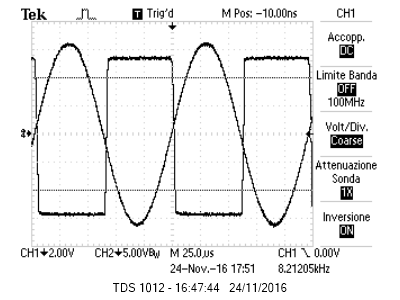 Tek T Trig'd M Pos: -10.00ns CH1
Accopp.
DC
Limite Banda
OFF
100MHz
Volt/Div.
Coarse
2
Attenuazione
Sonda
1X
Inversione
ON
CH1 2.00V CH2 5.00VBW M 25.0µs CH1 0.00V
24-Nov.-16 17:51 8.21205kHz
TDS 1012 - 16:47:44 24/11/2016